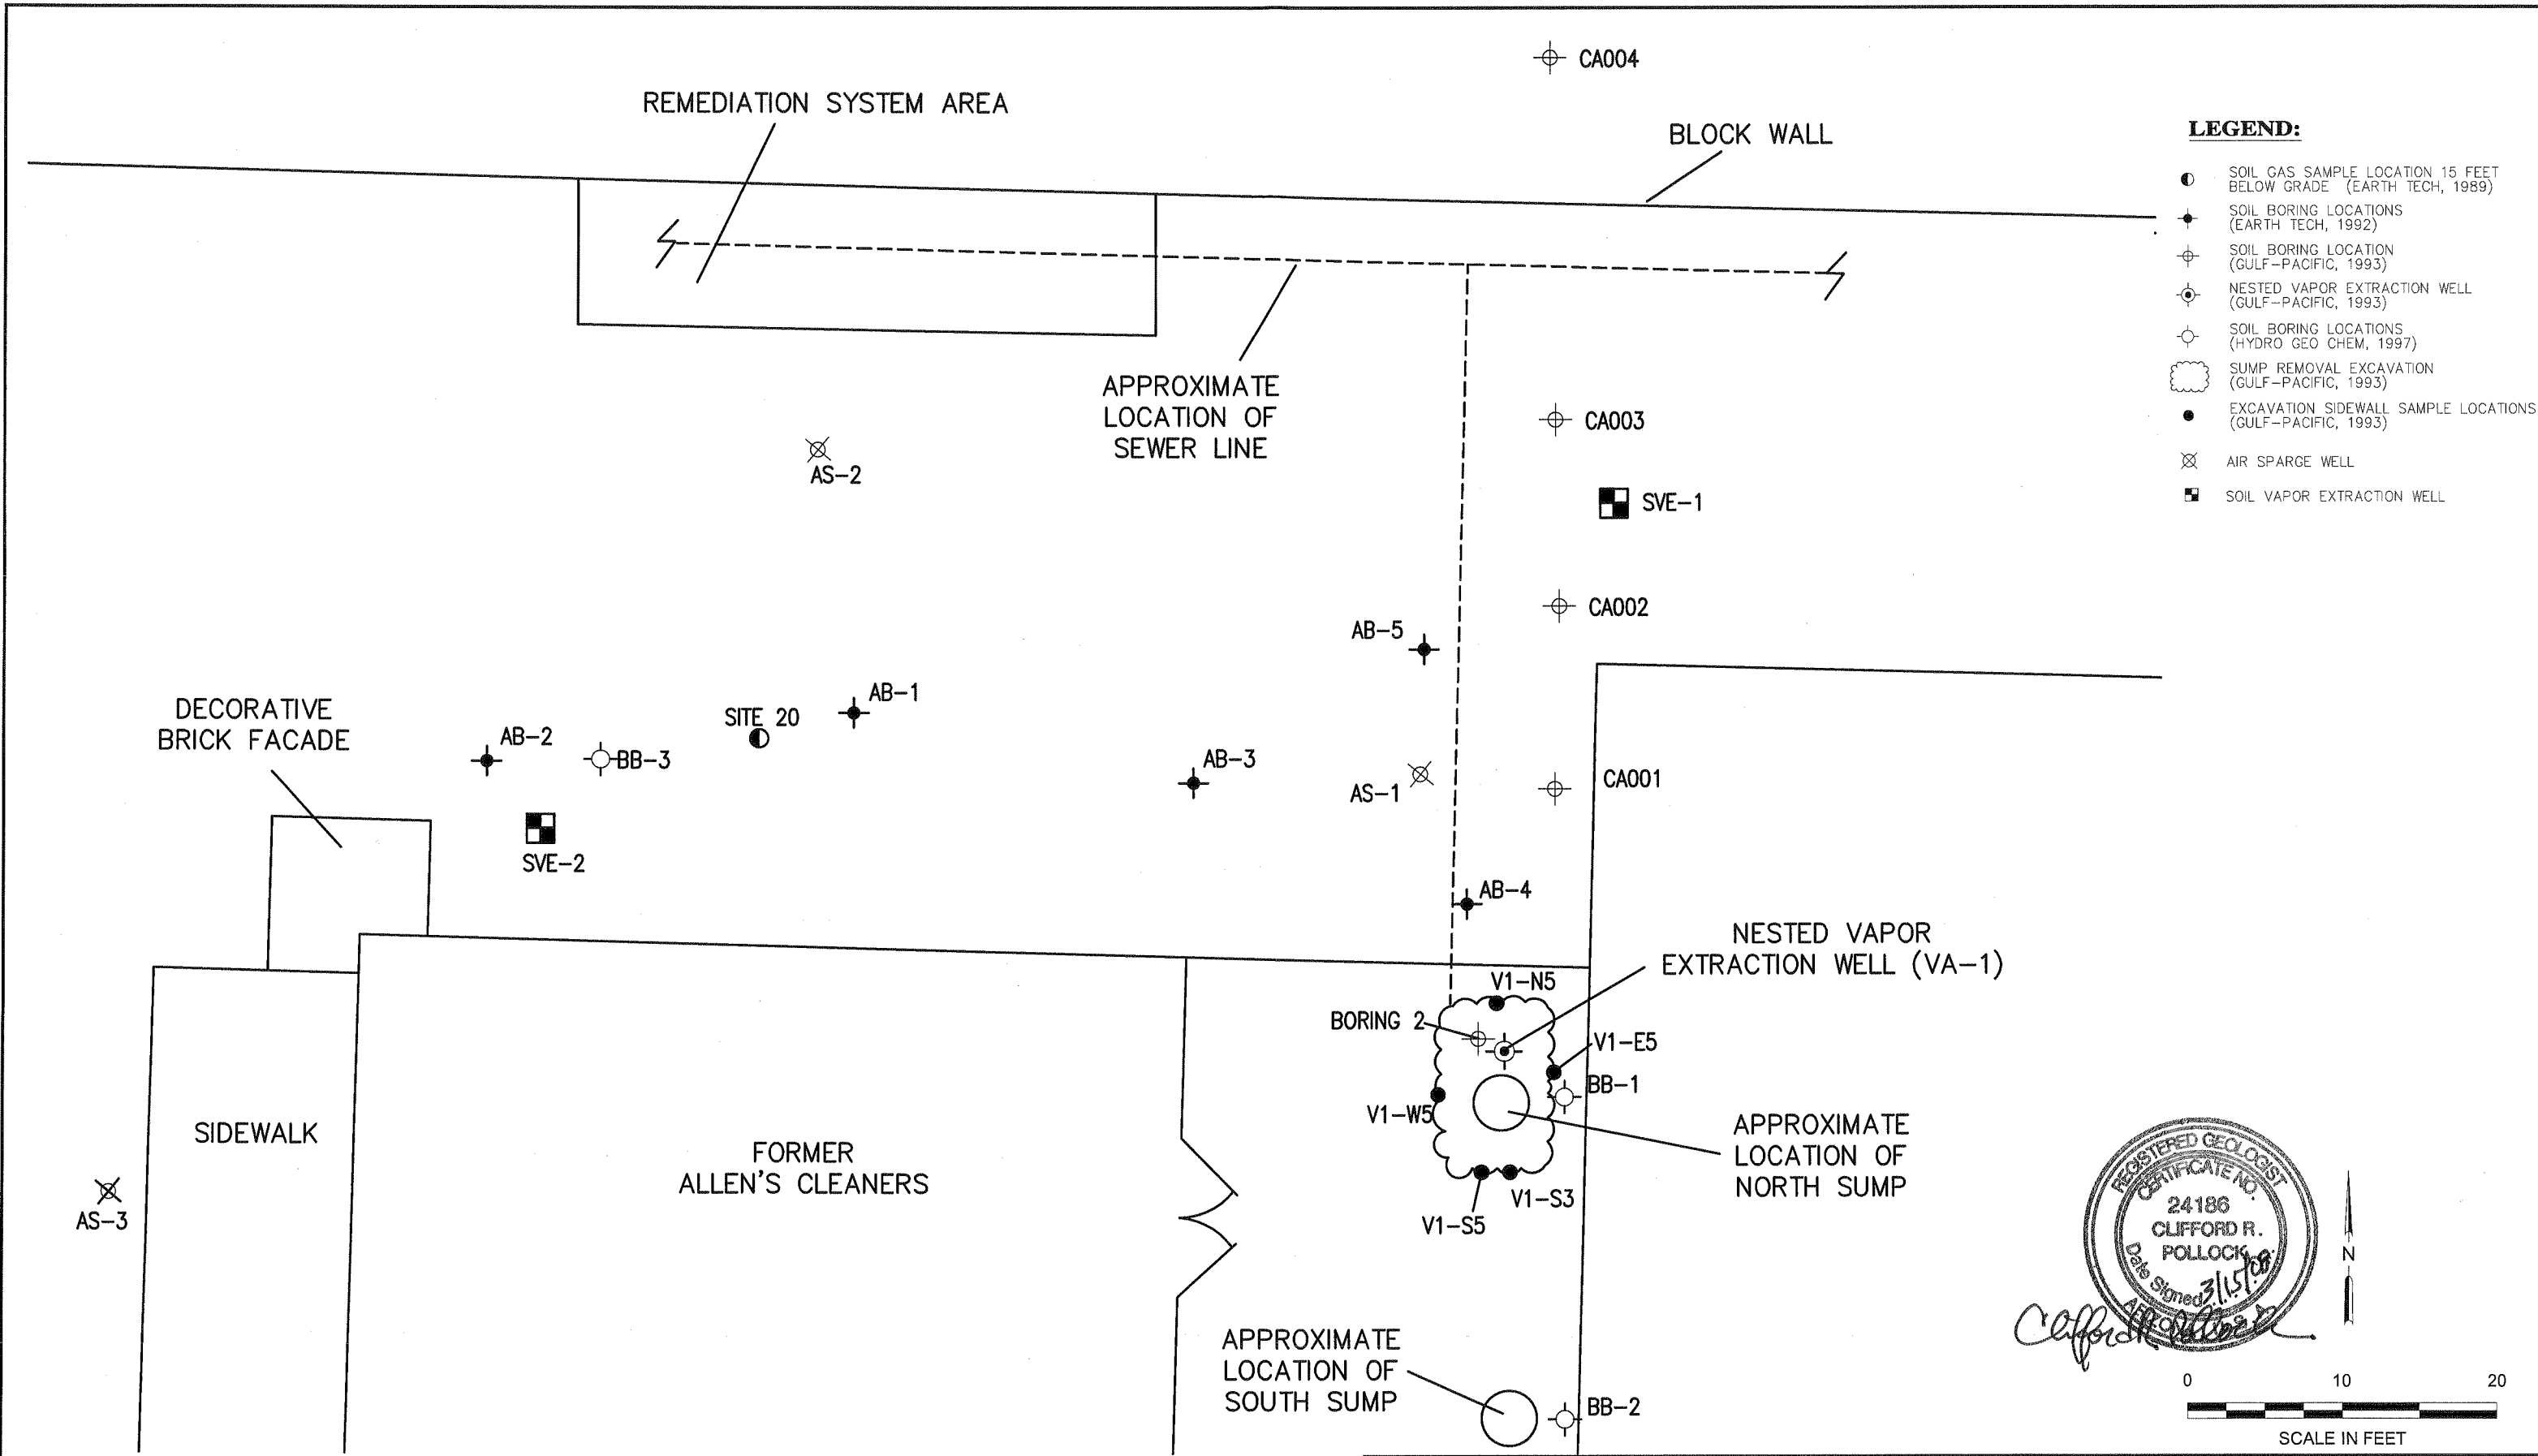 CA004
REMEDIATION SYSTEM AREA
BLOCK WALL
LEGEND:
SOIL GAS SAMPLE LOCATION 15 FEET
BELOW GRADE (EARTH TECH, 1989)
SOIL BORING LOCATIONS
(EARTH TECH, 1992)
SOIL BORING LOCATION
(GULF-PACIFIC, 1993)
NESTED VAPOR EXTRACTION WELL
(GULF-PACIFIC, 1993)
SOIL BORING LOCATIONS
(HYDRO GEO CHEM, 1997)
SUMP REMOVAL EXCAVATION
(GULF-PACIFIC, 1993)
EXCAVATION SIDEWALL SAMPLE LOCATIONS
(GULF-PACIFIC, 1993)
AIR SPARGE WELL
SOIL VAPOR EXTRACTION WELL
APPROXIMATE
LOCATION OF
SEWER LINE
CA003
AS-2
SVE-1
CA002
AB-5
AB-1
DECORATIVE
BRICK FACADE
SITE 20
AB-2
BB-3
AB-3
AS-1
CA001
SVE-2
AB-4
NESTED VAPOR
EXTRACTION WELL (VA-1)
V1-N5
BORING 2
V1-E5
BB-1
V1-W5
SIDEWALK
FORMER
ALLEN'S CLEANERS
APPROXIMATE
LOCATION OF
NORTH SUMP
V1-S3
V1-S5
AS-3
REGISTERED GEOLOGIST
CERTIFICATE NO.
24186
CLIFFORD R.
POLLOCK
Date Signed 3/15/08
N
APPROXIMATE
LOCATION OF
SOUTH SUMP
BB-2
0 10 20
SCALE IN FEET